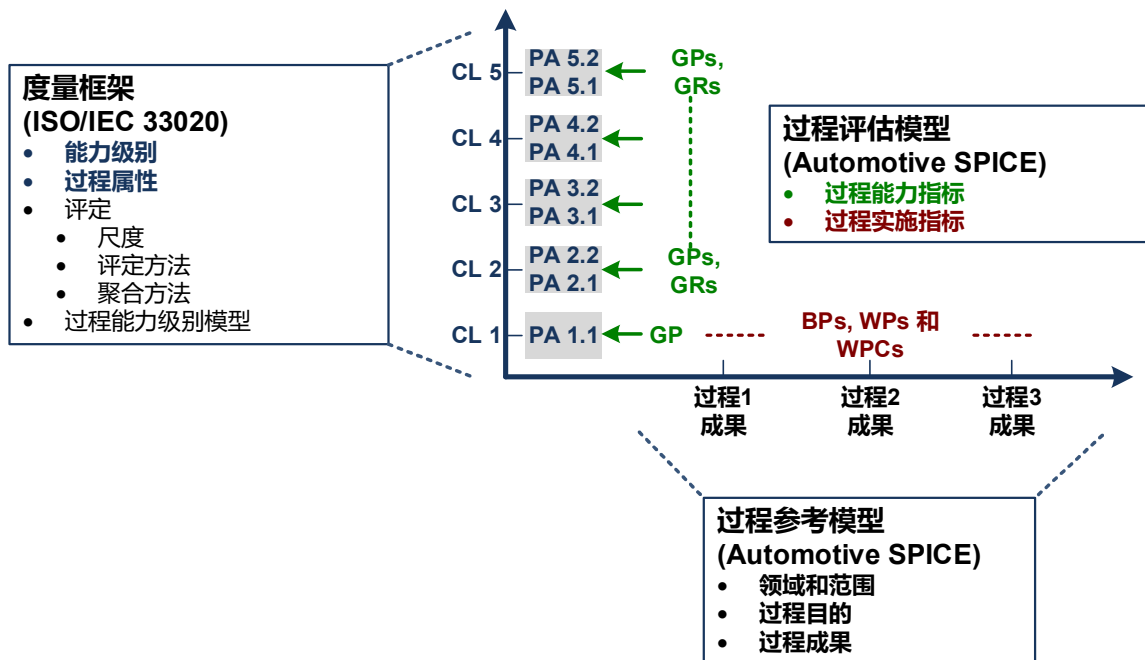 度量框架
(ISO/IEC 33020)
• 能力级别
• 过程属性
• 评定
• 尺度
• 评定方法
• 聚合方法
• 过程能力级别模型
CL 5
PA 5.2
PA 5.1
GPs,
GRs
CL 4
PA 4.2
PA 4.1
CL 3
PA 3.2
PA 3.1
CL 2
PA 2.2
PA 2.1
GPs,
GRs
CL 1
PA 1.1
GP
BPs, WPs 和
WPCs
过程评估模型
(Automotive SPICE)
• 过程能力指标
• 过程实施指标
过程1
成果
过程2
成果
过程3
成果
过程参考模型
(Automotive SPICE)
• 领域和范围
• 过程目的
• 过程成果